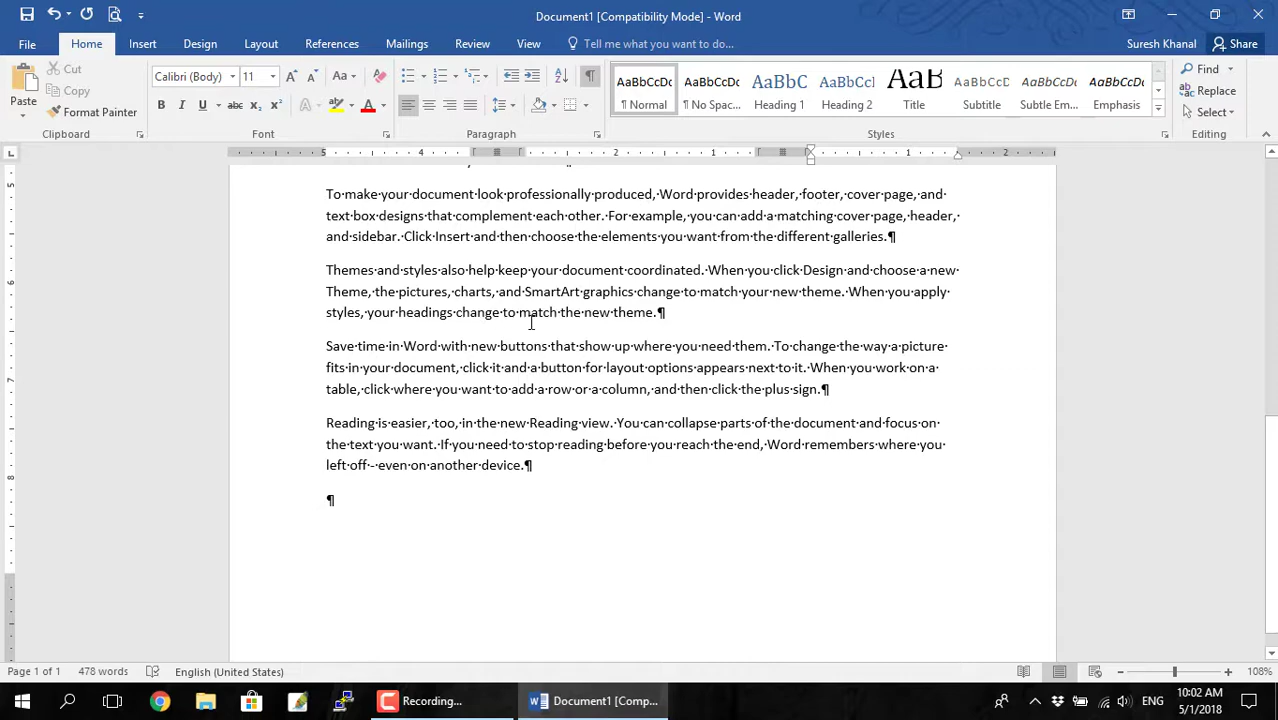 Document1 [Compatibility Mode] - Word
File Home Insert Design Layout References Mailings Review View Tell me what you want to do... Suresh Khanal Share
Paste Cut Copy Format Painter
Calibri (Body) 11
AaBbCcDc AaBbCcDc AaBbC AaBbCcI AaB AaBbCcD AaBbCcDc AaBbCcDc
¶ Normal ¶ No Spac... Heading 1 Heading 2 Title Subtitle Subtle Em... Emphasis
Find
Replace
Select
Clipboard Font Paragraph Styles Editing
5 4 2 1 1 2
To make your document look professionally produced, Word provides header, footer, cover page, and
text box designs that complement each other. For example, you can add a matching cover page, header,
and sidebar. Click Insert and then choose the elements you want from the different galleries.¶
Themes and styles also help keep your document coordinated. When you click Design and choose a new
Theme, the pictures, charts, and SmartArt graphics change to match your new theme. When you apply
styles, your headings change to match the new theme.¶
Save time in Word with new buttons that show up where you need them. To change the way a picture
fits in your document, click it and a button for layout options appears next to it. When you work on a
table, click where you want to add a row or a column, and then click the plus sign.¶
Reading is easier, too, in the new Reading view. You can collapse parts of the document and focus on
the text you want. If you need to stop reading before you reach the end, Word remembers where you
left off - even on another device.¶
¶
5
6
7
8
Page 1 of 1 478 words English (United States) 108%
Recording... Document1 [Comp... ENG 10:02 AM
5/1/2018